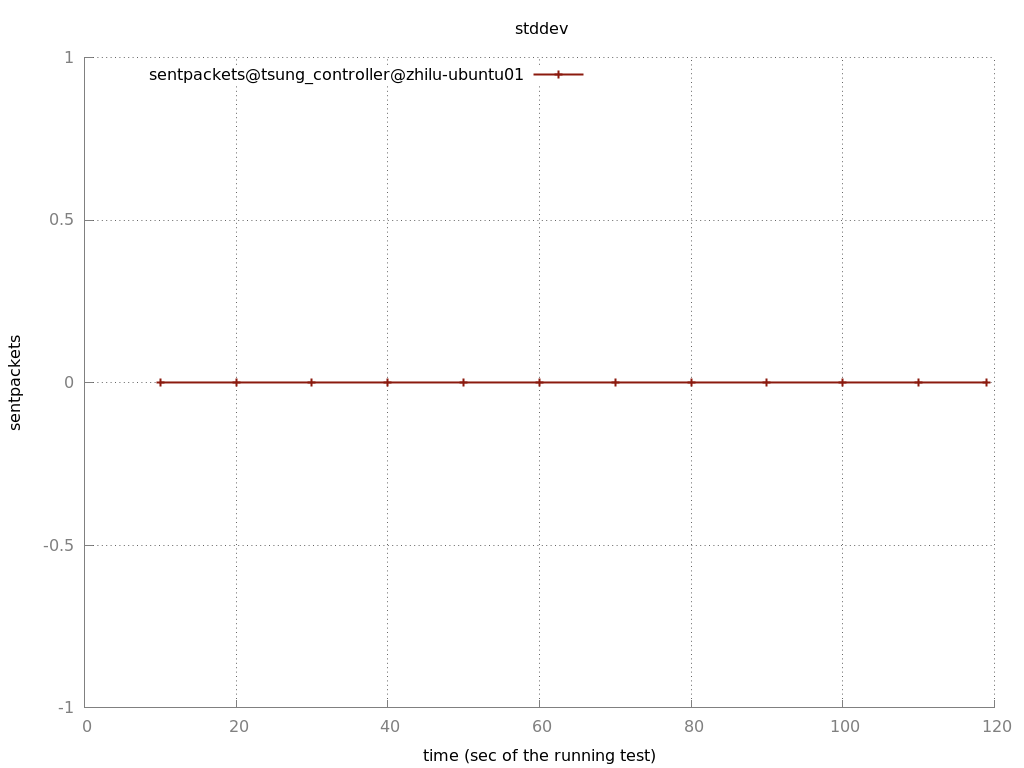 stddev
sentpackets@tsung_controller@zhilu-ubuntu01
1
0.5
0
-0.5
-1
sentpackets
0 20 40 60 80 100 120
time (sec of the running test)